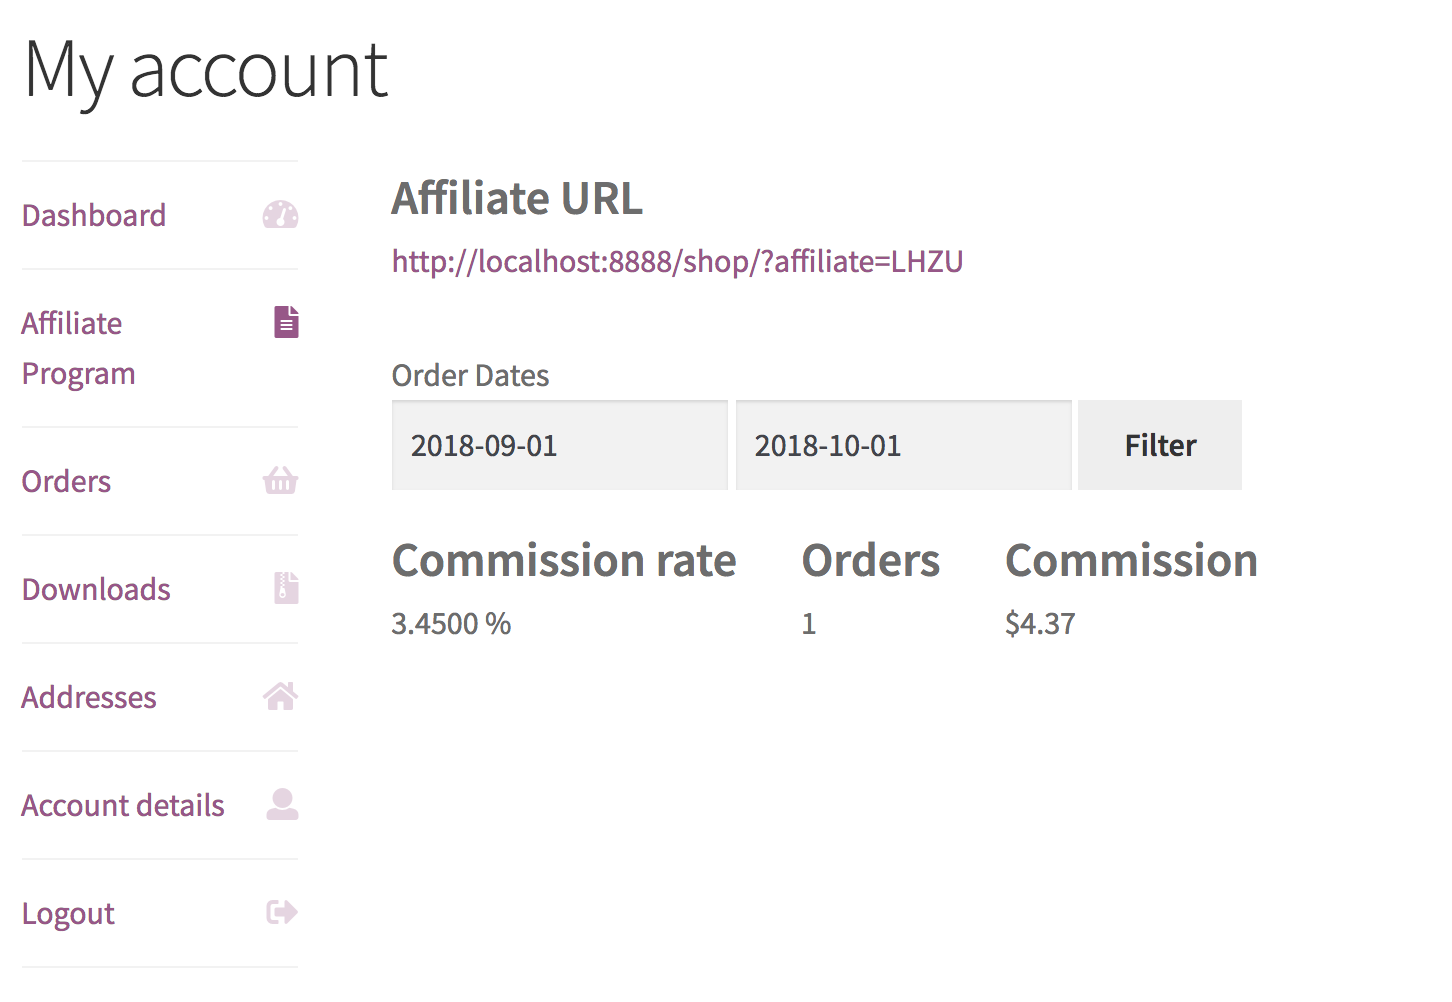 My account
Dashboard
Affiliate
Program
Orders
Downloads
Addresses
Account details
Logout
Affiliate URL
http://localhost:8888/shop/?affiliate=LHZU
Order Dates
2018-09-01 2018-10-01 Filter
Commission rate Orders Commission
3.4500 % 1 $4.37